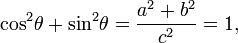 cos²θ + sin²θ = (a² + b²)/c² = 1,